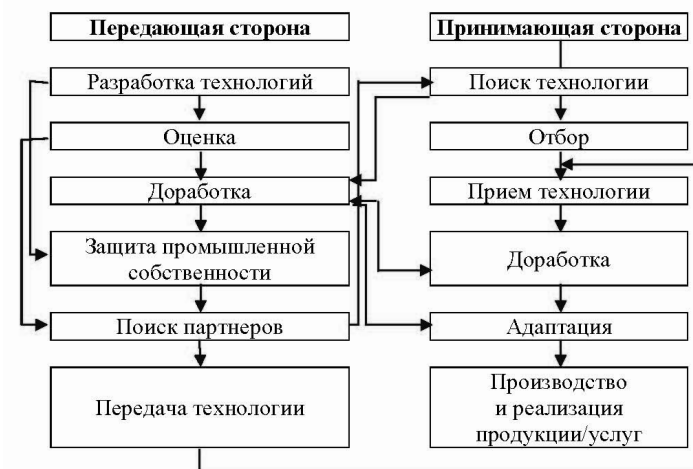 Передающая сторона
Разработка технологий
Оценка
Доработка
Защита промышленной
собственности
Поиск партнеров
Передача технологии
Принимающая сторона
Поиск технологии
Отбор
Прием технологии
Доработка
Адаптация
Производство
и реализация
продукции/услуг